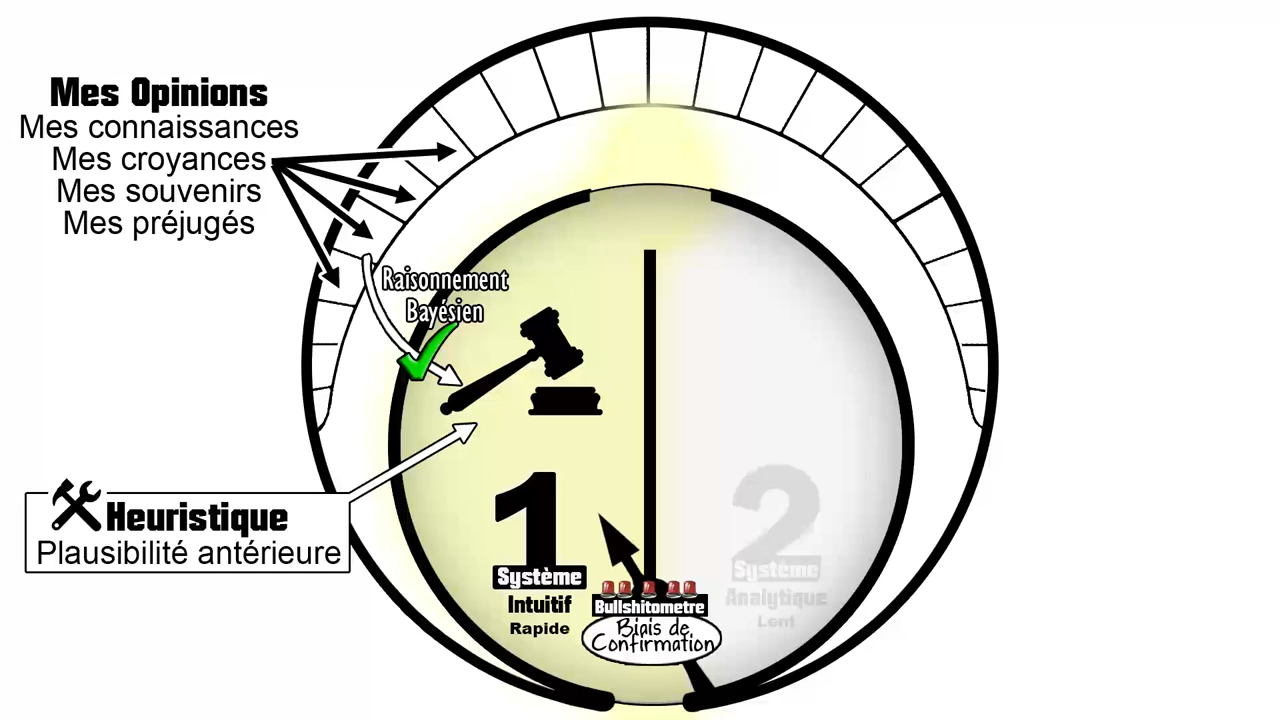 Mes Opinions
Mes connaissances
Mes croyances
Mes souvenirs
Mes préjugés
Raisonnement
Bayésien
Heuristique
Plausibilité antérieure
1
Système
Intuitif
Rapide
2
Système
Analytique
Lent
Bullshitometre
Biais de
Confirmation